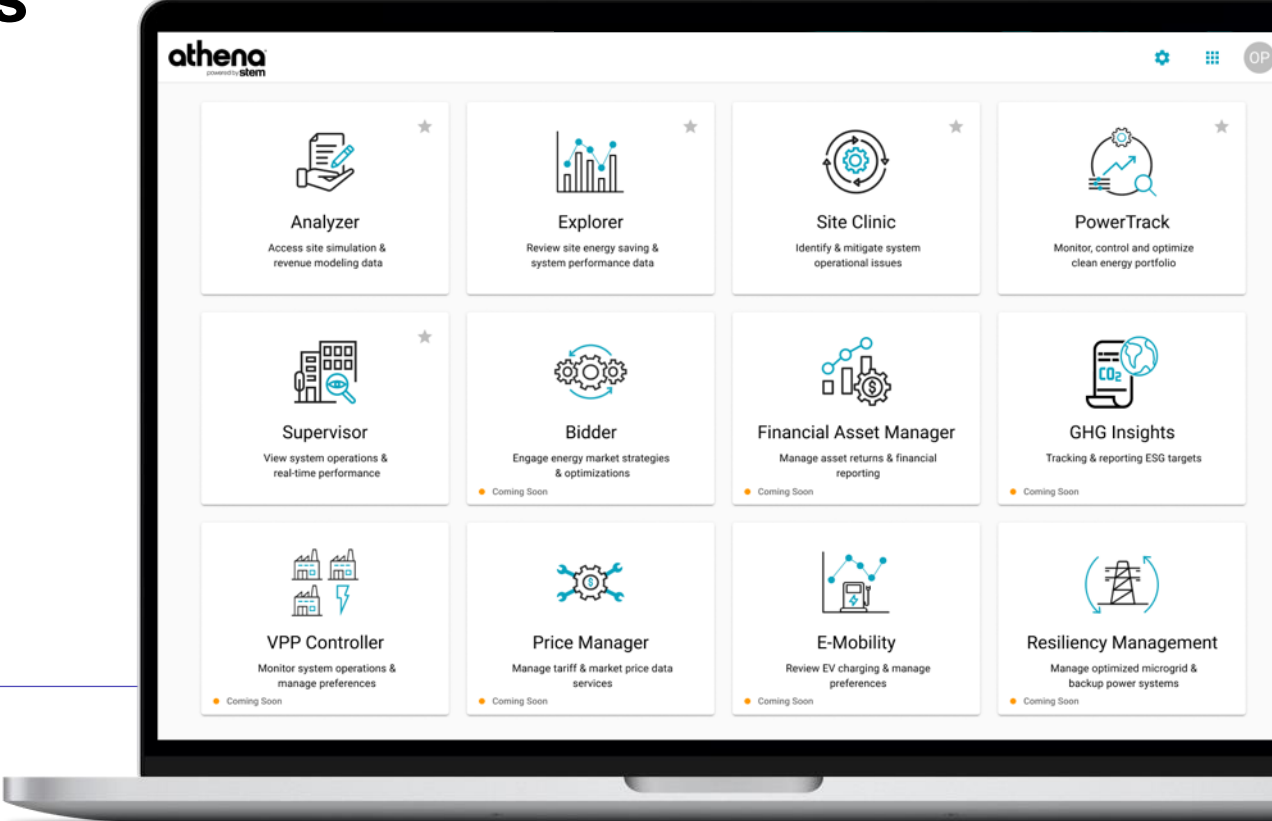 s
athena
powered by stem
OP
Analyzer
Access site simulation &
revenue modeling data
Explorer
Review site energy saving &
system performance data
Site Clinic
Identify & mitigate system
operational issues
PowerTrack
Monitor, control and optimize
clean energy portfolio
Supervisor
View system operations &
real-time performance
Bidder
Engage energy market strategies
& optimizations
Coming Soon
Financial Asset Manager
Manage asset returns & financial
reporting
Coming Soon
CO₂
GHG Insights
Tracking & reporting ESG targets
Coming Soon
VPP Controller
Monitor system operations &
manage preferences
Coming Soon
$
Price Manager
Manage tariff & market price data
services
Coming Soon
E-Mobility
Review EV charging & manage
preferences
Coming Soon
Resiliency Management
Manage optimized microgrid &
backup power systems
Coming Soon